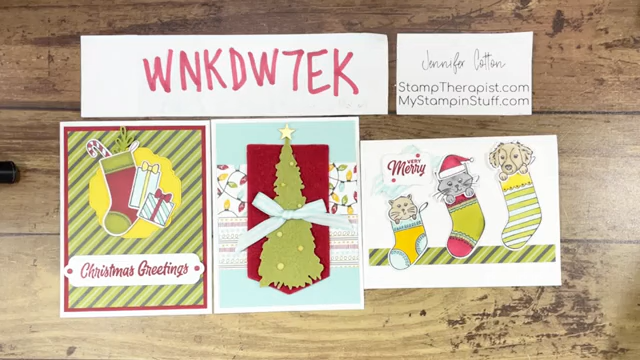 WNKDW7EK
Jennifer Cotton
StampTherapist.com
MyStampinStuff.com
Christmas Greetings
VERY
Merry